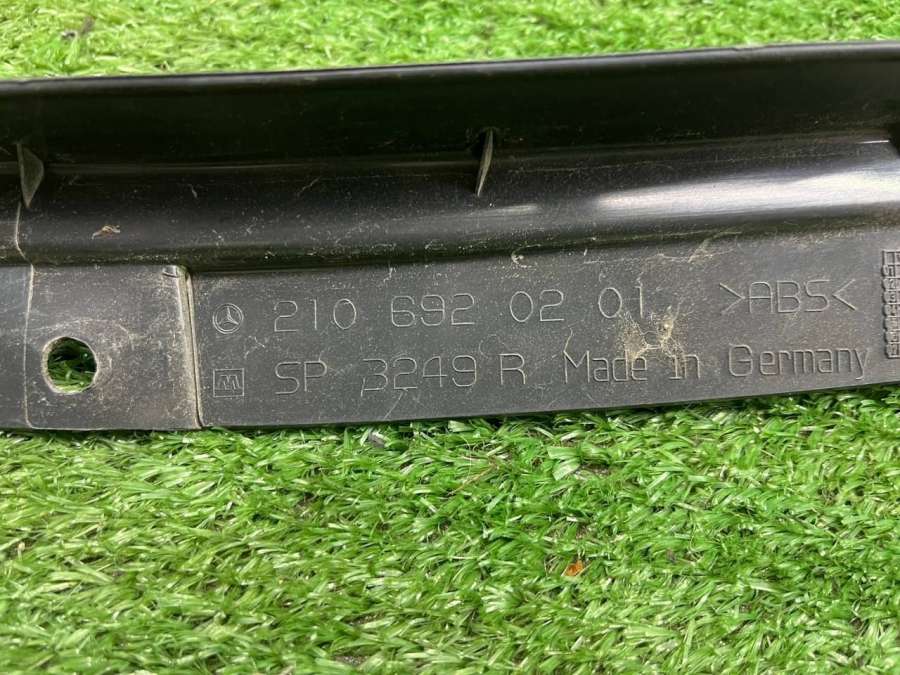 210 692 02 01 >ABS<
SP 3249 R Made in Germany